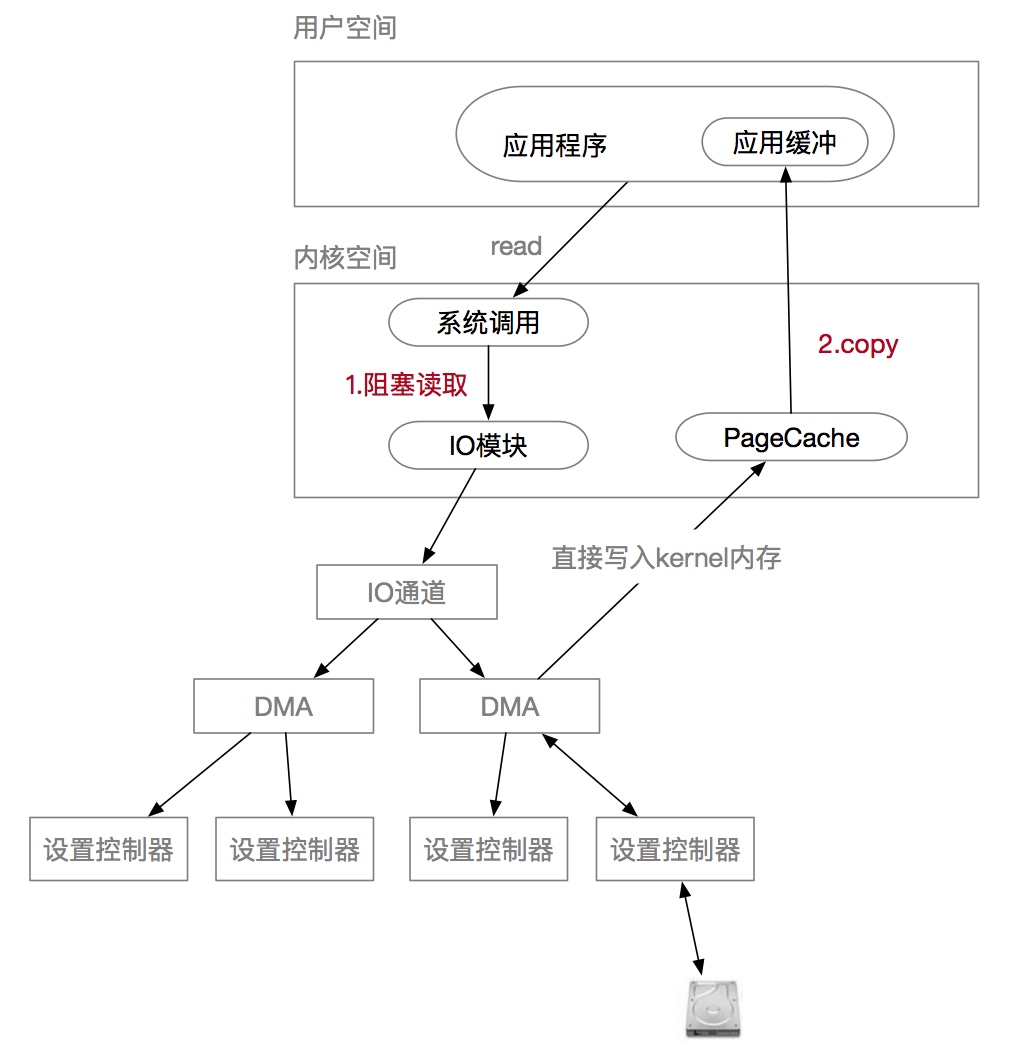 用户空间
应用程序
应用缓冲
read
内核空间
系统调用
1.阻塞读取
2.copy
IO模块
PageCache
直接写入kernel内存
IO通道
DMA
DMA
设置控制器
设置控制器
设置控制器
设置控制器